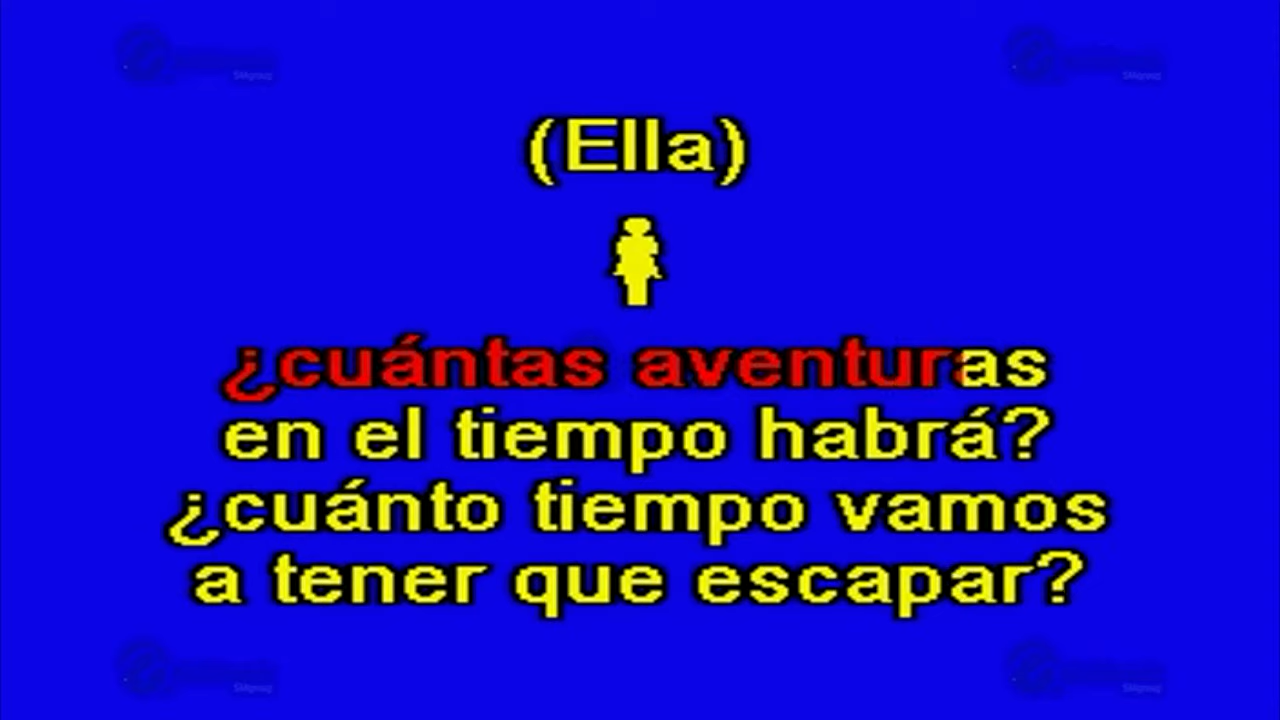 (Ella)
¿cuántas aventuras
en el tiempo habrá?
¿cuánto tiempo vamos
a tener que escapar?